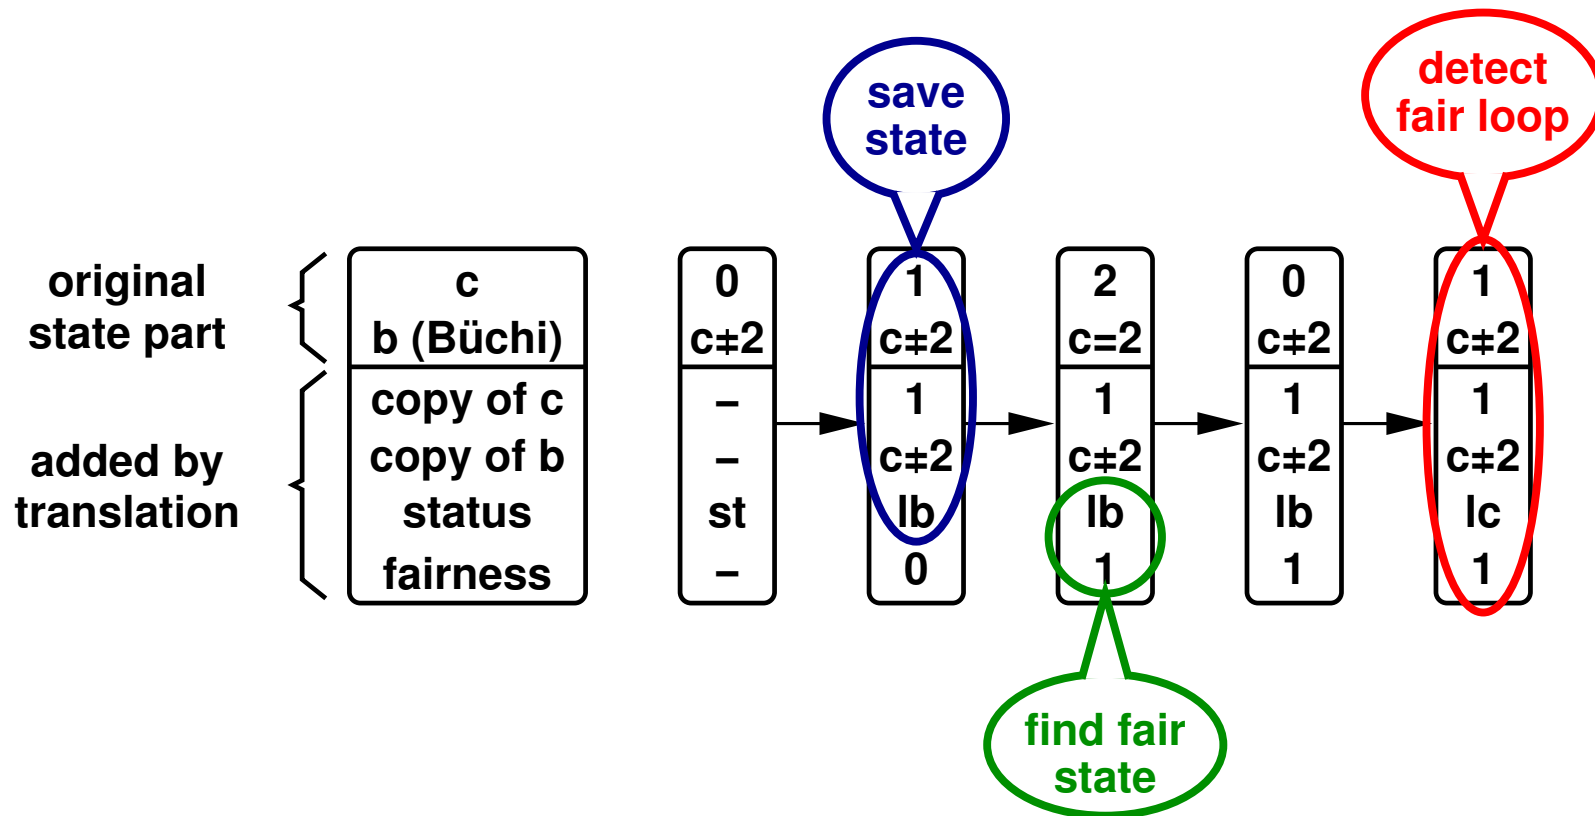 save
state
detect
fair loop
original
state part
c
b (Büchi)
0
c≠2
1
c≠2
2
c=2
0
c≠2
1
c≠2
added by
translation
copy of c
copy of b
status
fairness
–
–
st
–
1
c≠2
lb
0
1
c≠2
lb
1
1
c≠2
lb
1
1
c≠2
lc
1
find fair
state